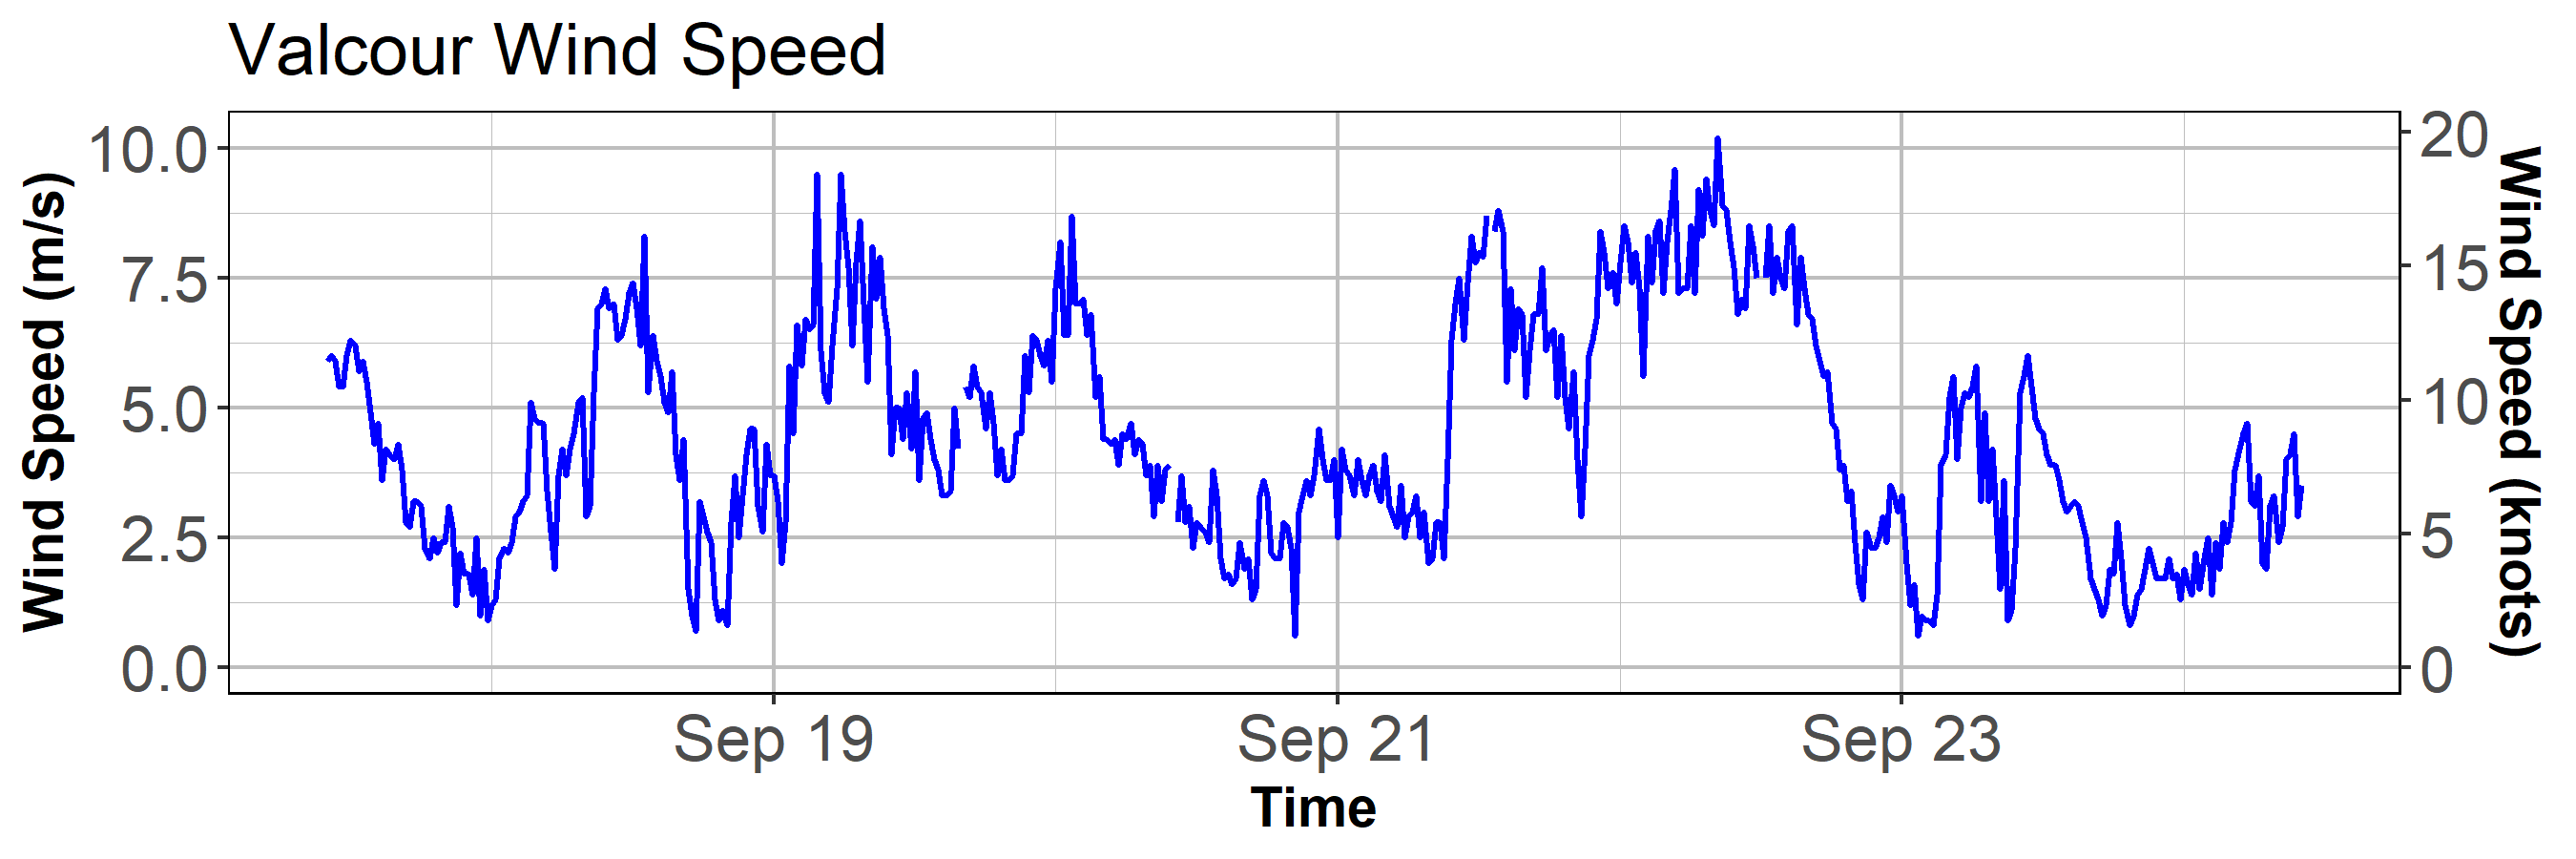 Valcour Wind Speed
Wind Speed (m/s)
10.0
7.5
5.0
2.5
0.0
20
15
10
5
0
Wind Speed (knots)
Sep 19
Sep 21
Sep 23
Time